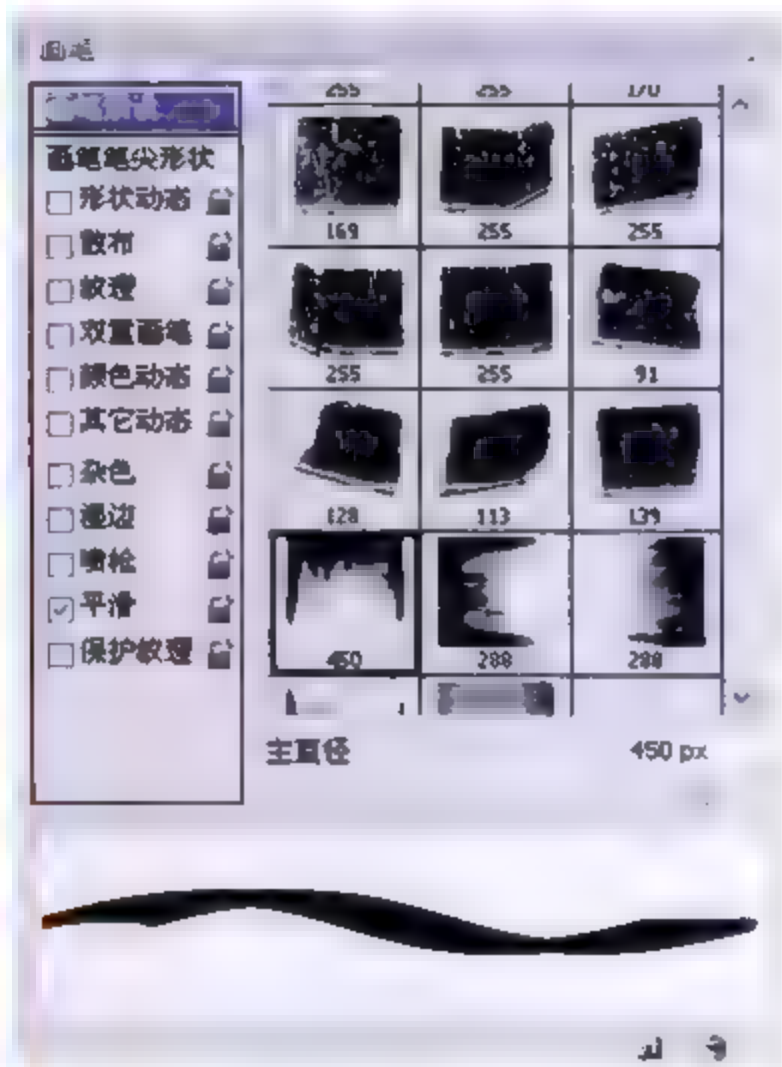 画笔
画笔笔尖形状
形状动态
散布
纹理
双重画笔
颜色动态
其它动态
杂色
湿边
喷枪
平滑
保护纹理
255 255 170
169 255 255
255 255 91
128 113 139
450 288 288
主直径 450 px